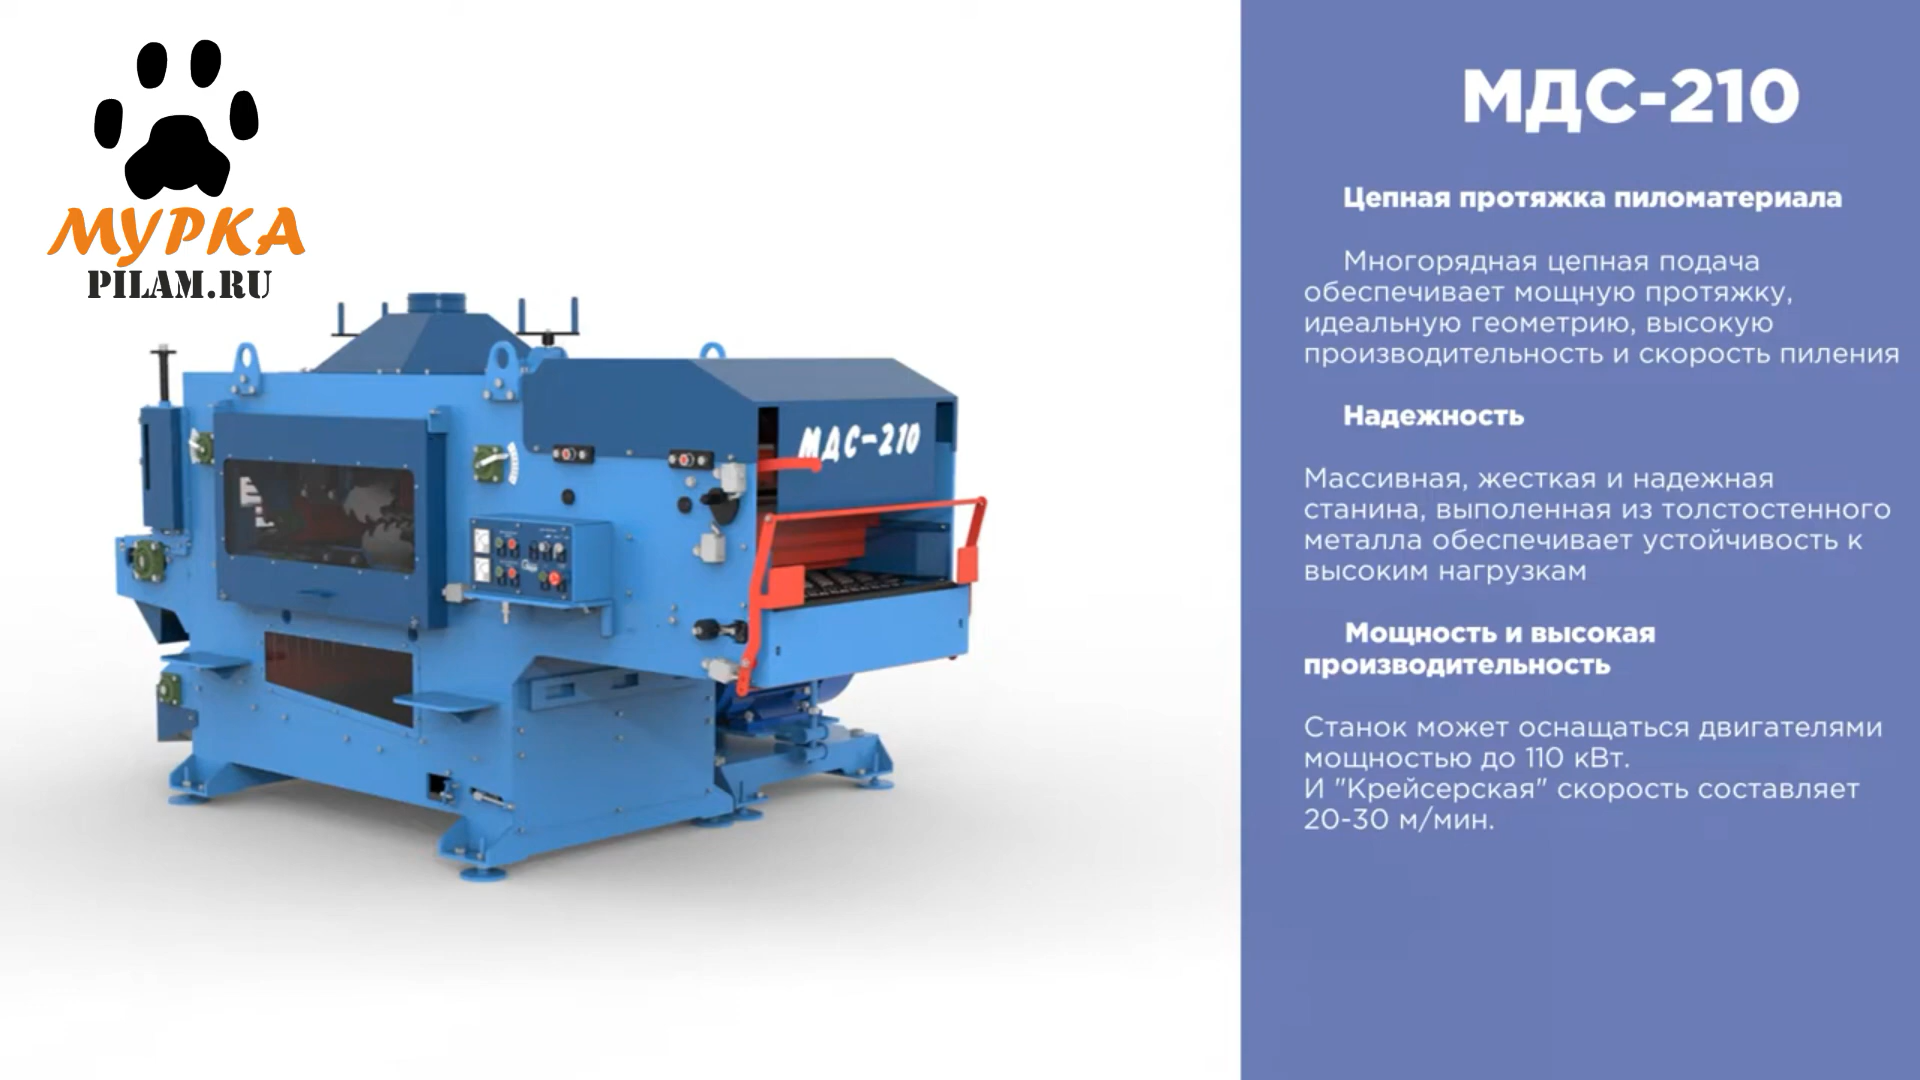 МУРКА
PILAM.RU
МДС-210
МДС-210
Цепная протяжка пиломатериала
Многорядная цепная подача
обеспечивает мощную протяжку,
идеальную геометрию, высокую
производительность и скорость пиления
Надежность
Массивная, жесткая и надежная
станина, выполенная из толстостенного
металла обеспечивает устойчивость к
высоким нагрузкам
Мощность и высокая
производительность
Станок может оснащаться двигателями
мощностью до 110 кВт.
И "Крейсерская" скорость составляет
20-30 м/мин.